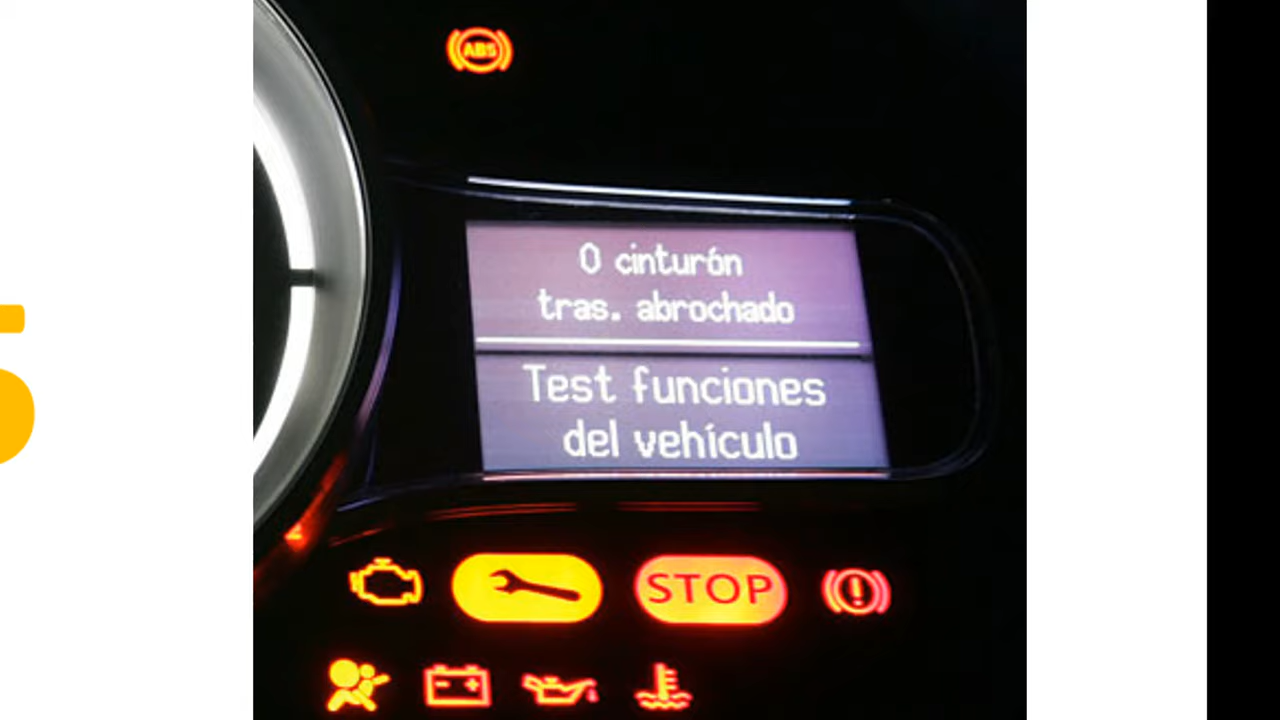 ABS
0 cinturón
tras. abrochado
Test funciones
del vehículo
STOP